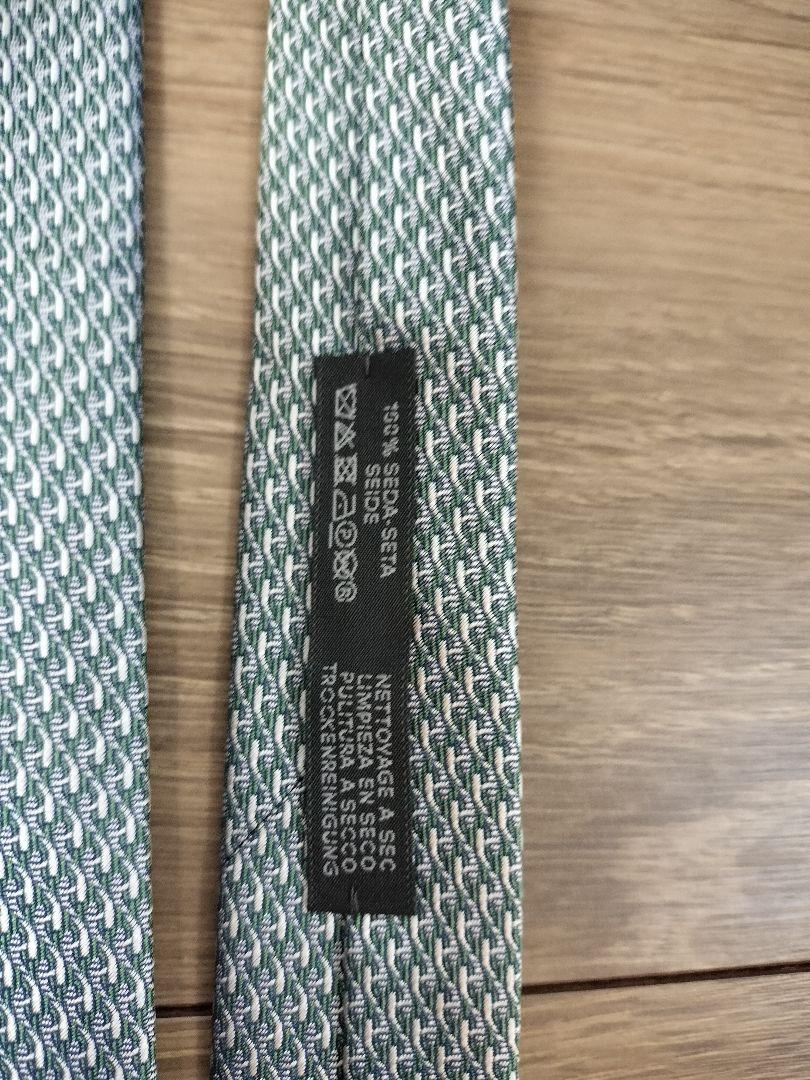 100% SEDA-SETA
SEIDE
NETTOYAGE A SEC
LIMPIEZA EN SECO
PULITURA A SECCO
TROCKENREINIGUNG